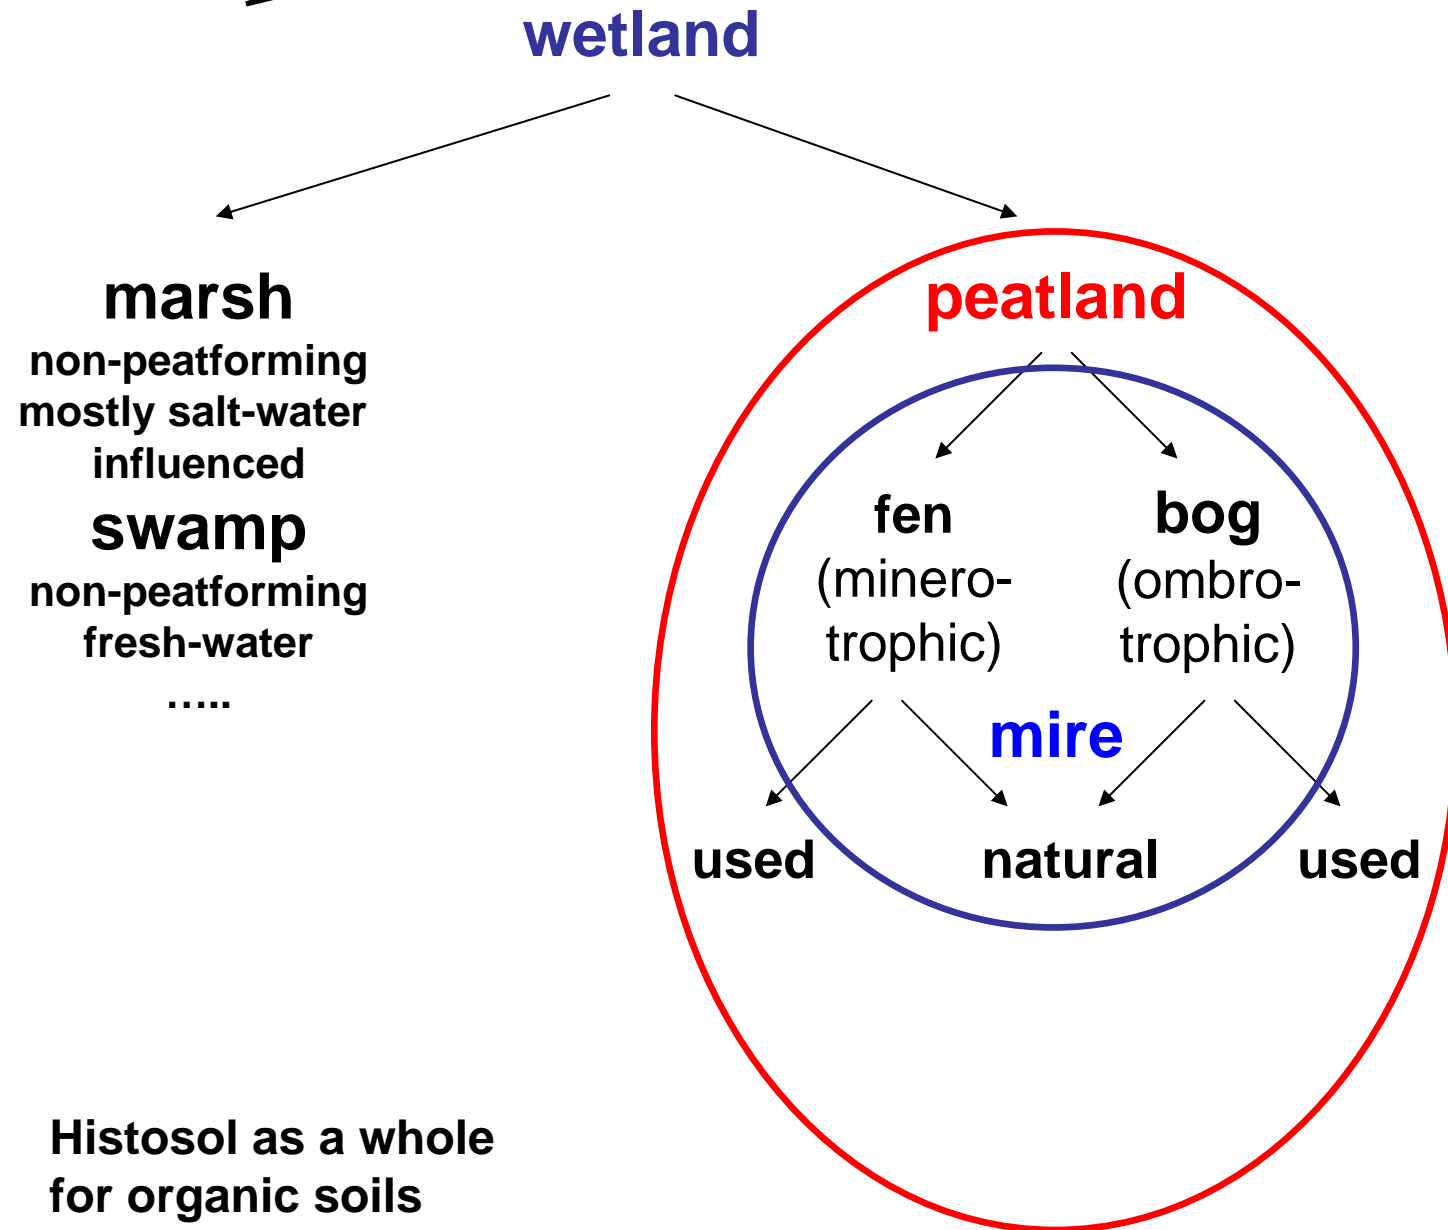 wetland
marsh
non-peatforming
mostly salt-water
influenced
swamp
non-peatforming
fresh-water
…..
peatland
fen
(minero-
trophic)
bog
(ombro-
trophic)
mire
used
natural
used
Histosol as a whole
for organic soils